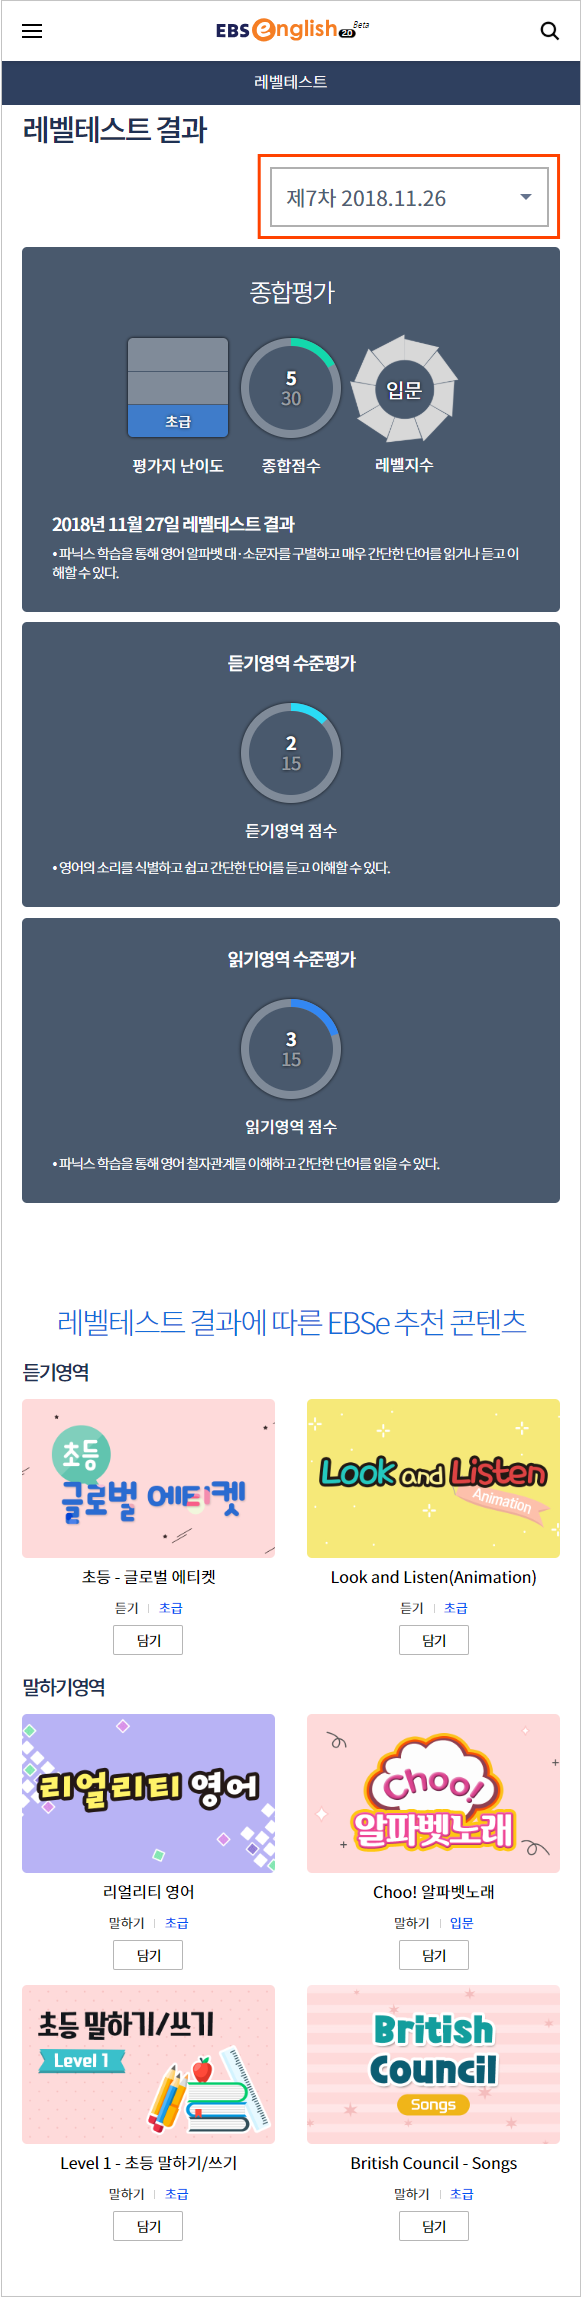 EBS english 2.0 Beta
레벨테스트
레벨테스트 결과
제7차 2018.11.26
종합평가
초급
5
30
입문
평가지 난이도
종합점수
레벨지수
2018년 11월 27일 레벨테스트 결과
• 파닉스 학습을 통해 영어 알파벳 대·소문자를 구별하고 매우 간단한 단어를 읽거나 듣고 이
해할 수 있다.
듣기영역 수준평가
2
15
듣기영역 점수
• 영어의 소리를 식별하고 쉽고 간단한 단어를 듣고 이해할 수 있다.
읽기영역 수준평가
3
15
읽기영역 점수
• 파닉스 학습을 통해 영어 철자관계를 이해하고 간단한 단어를 읽을 수 있다.
레벨테스트 결과에 따른 EBSe 추천 콘텐츠
듣기영역
초등
글로벌 에티켓
Look and Listen
Animation
초등 - 글로벌 에티켓
Look and Listen(Animation)
듣기 | 초급
듣기 | 초급
담기
담기
말하기영역
리얼리티 영어
Choo!
알파벳노래
리얼리티 영어
Choo! 알파벳노래
말하기 | 초급
말하기 | 입문
담기
담기
초등 말하기/쓰기
Level 1
British
Council
Songs
Level 1 - 초등 말하기/쓰기
British Council - Songs
말하기 | 초급
말하기 | 초급
담기
담기